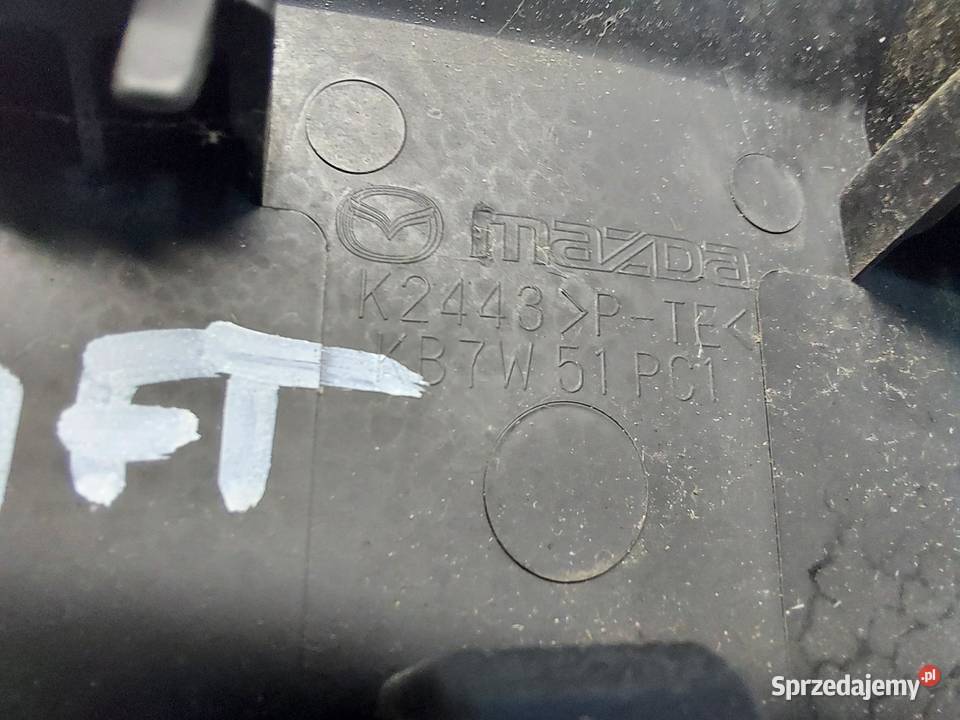 mazda
K2443 >P-TE<
KB7W 51 PC1
FT
Sprzedajemy.pl